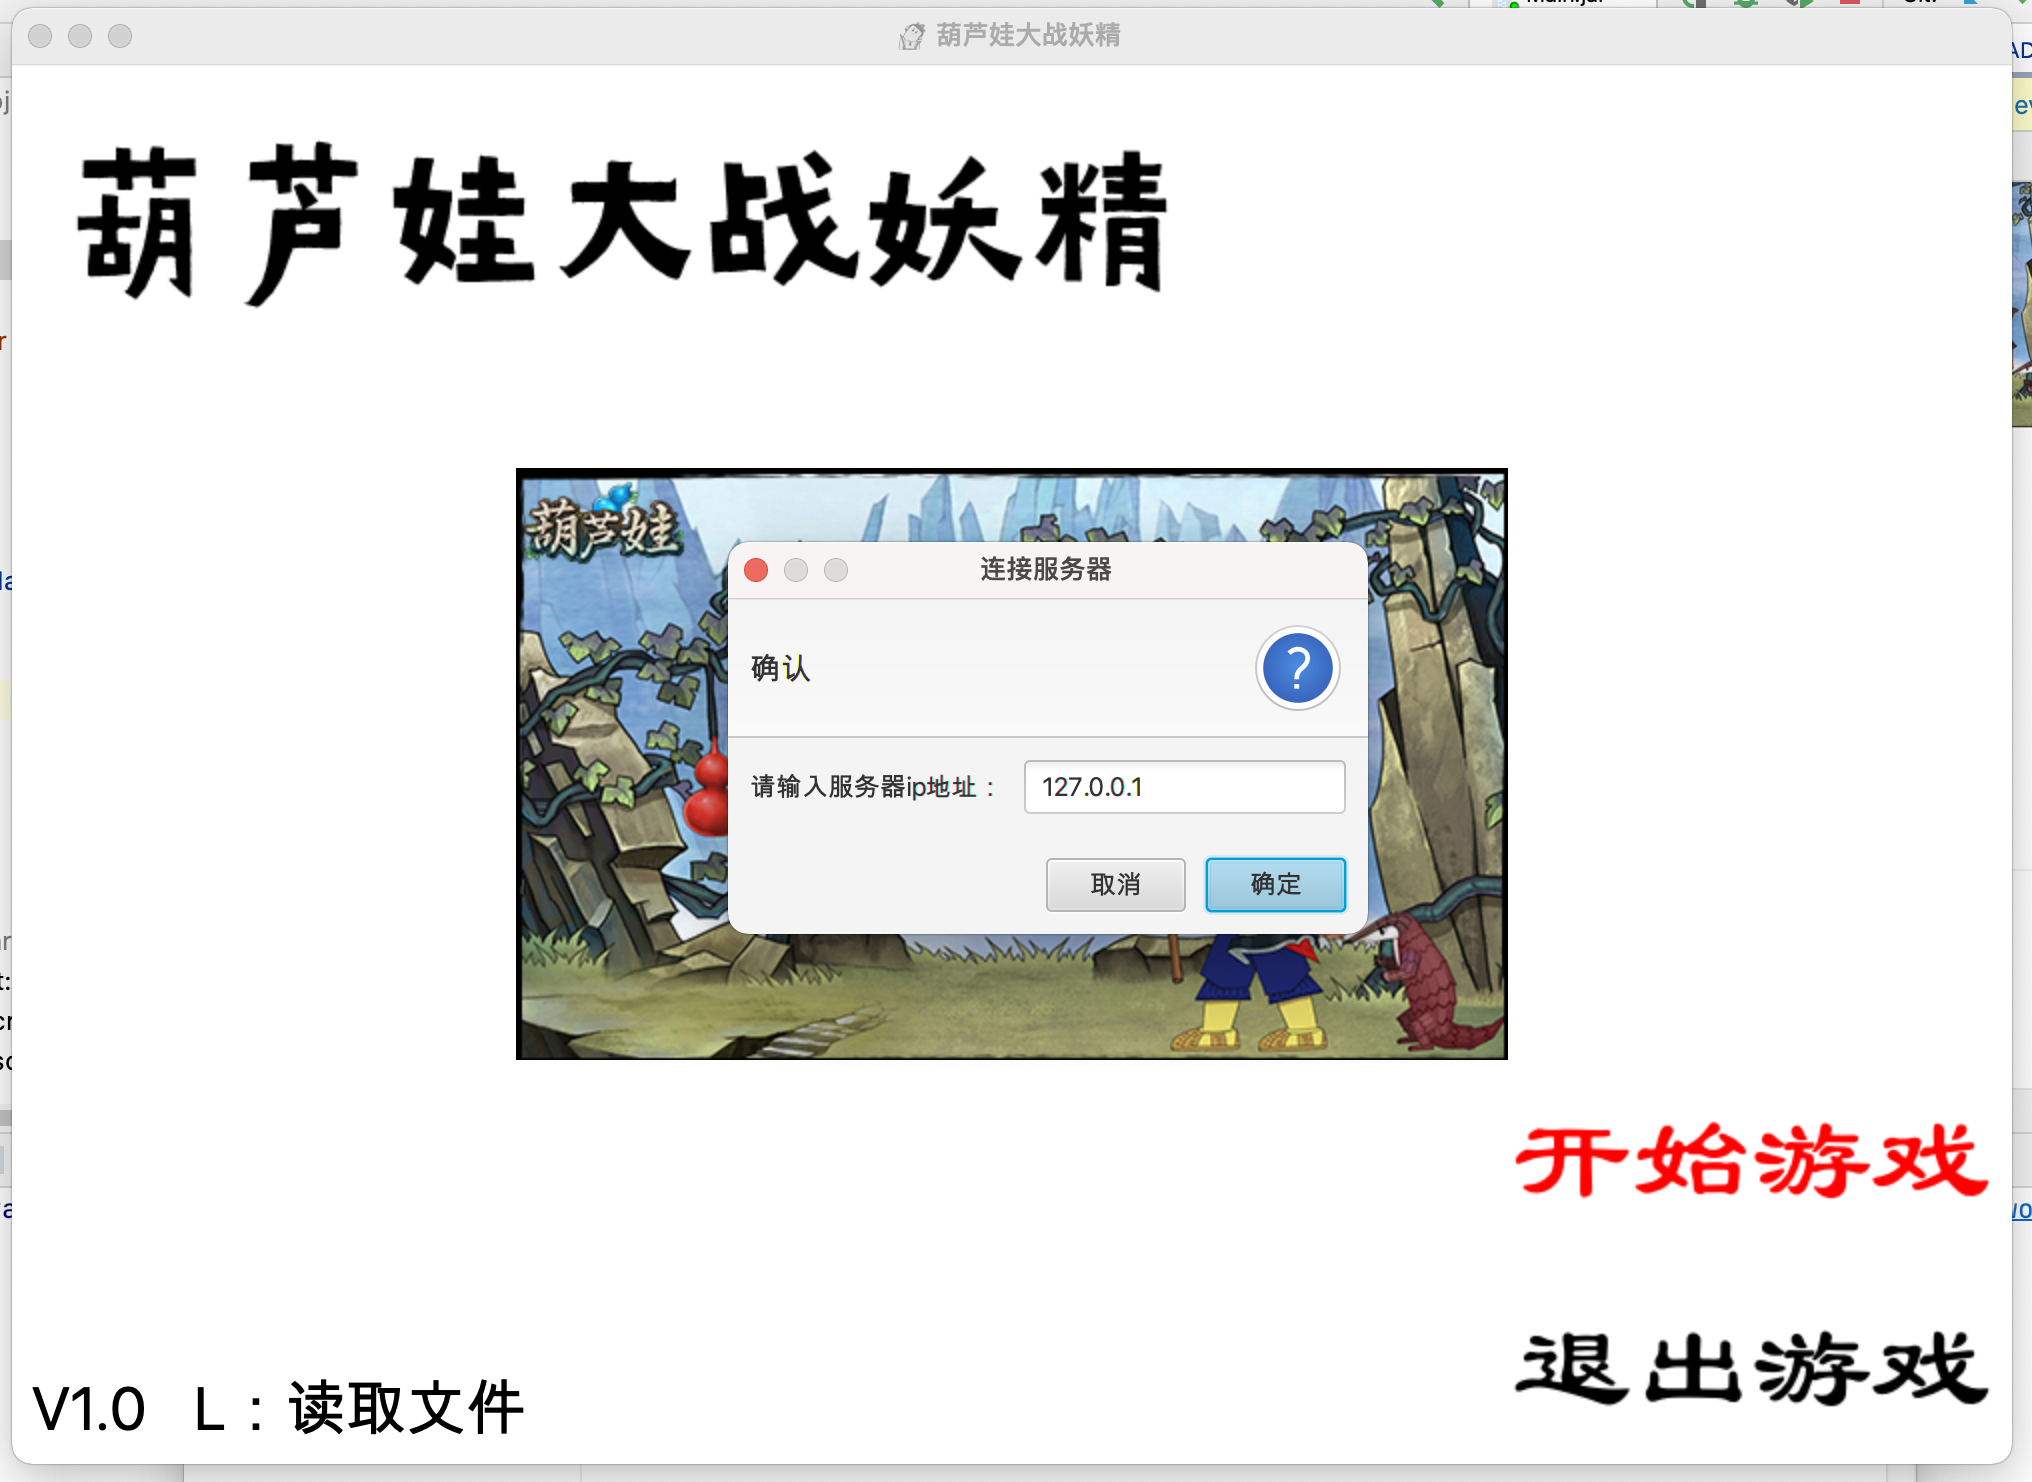 葫芦娃大战妖精
葫芦娃大战妖精
葫芦娃
连接服务器
确认
?
请输入服务器ip地址：
127.0.0.1
取消
确定
开始游戏
退出游戏
V1.0 L：读取文件